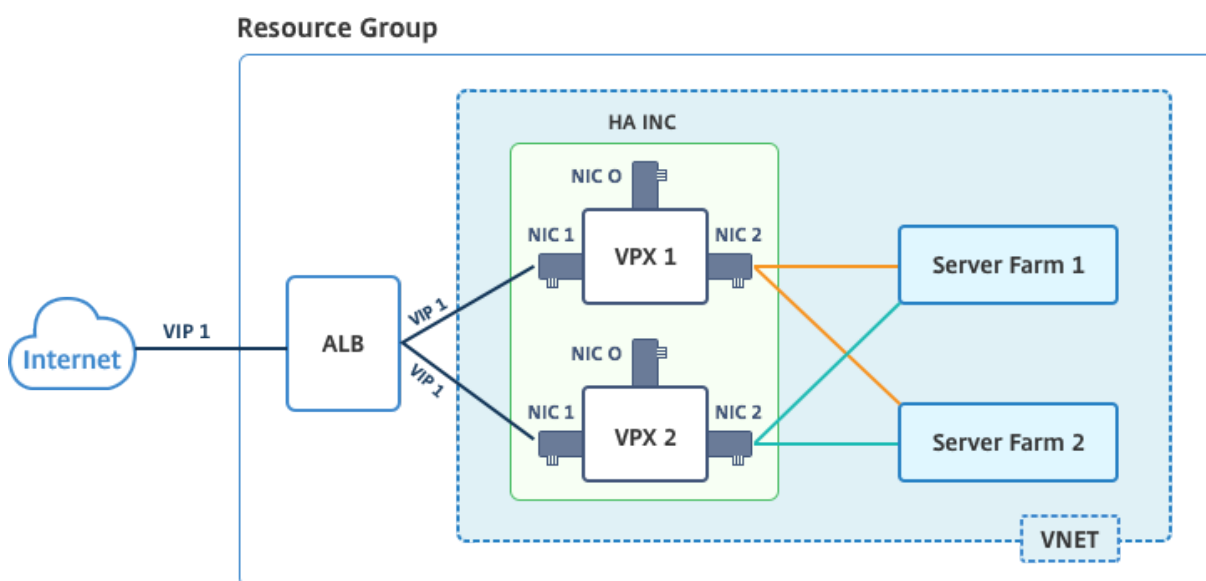 Resource Group
HA INC
NIC O
NIC 1
VPX 1
NIC 2
Server Farm 1
VIP 1
Internet
VIP 1
ALB
VIP 1
NIC O
NIC 1
VPX 2
NIC 2
Server Farm 2
VNET